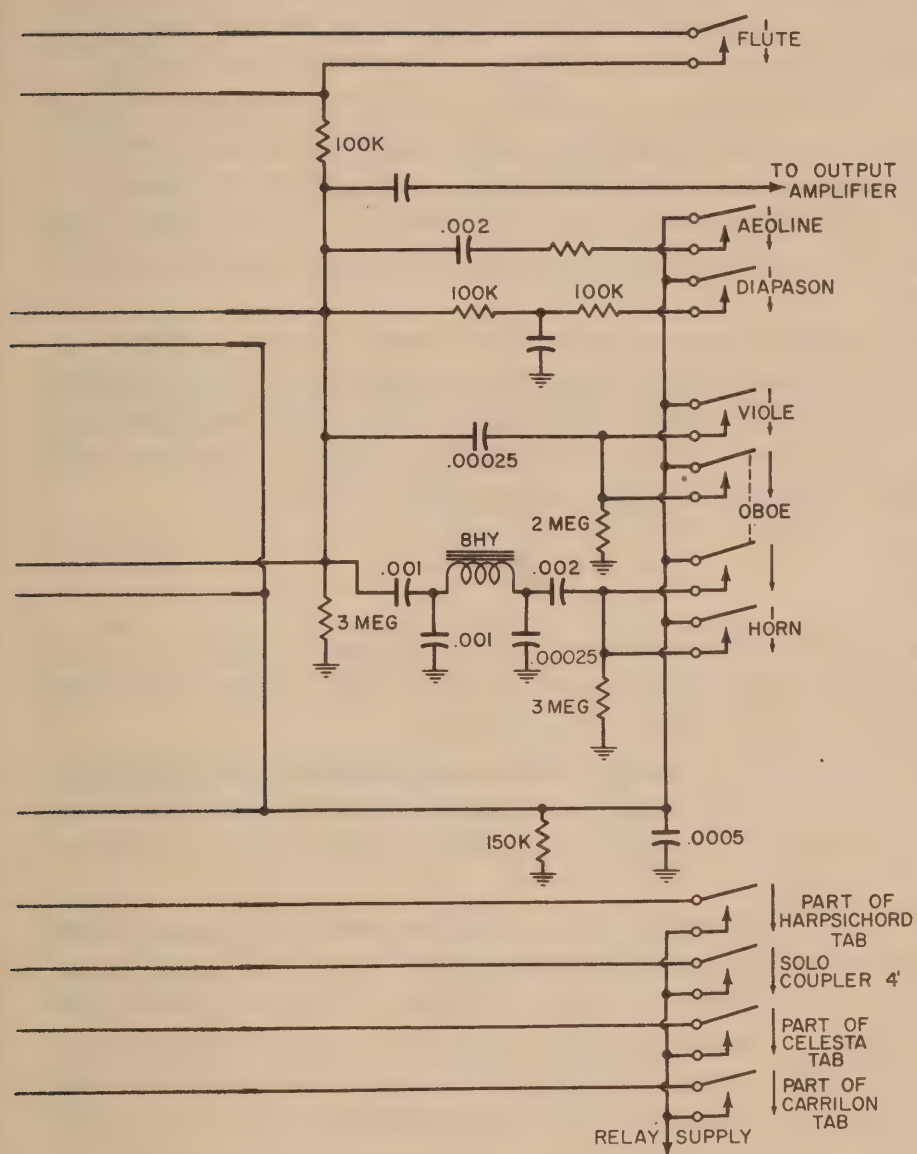 FLUTE
100K
TO OUTPUT
AMPLIFIER
.002
AEOLINE
100K
100K
DIAPASON
VIOLE
.00025
OBOE
2 MEG
8HY
.001
.002
HORN
3 MEG
.001
.00025
3 MEG
150K
.0005
PART OF
HARPSICHORD
TAB
SOLO
COUPLER 4'
PART OF
CELESTA
TAB
PART OF
CARRILON
TAB
RELAY SUPPLY